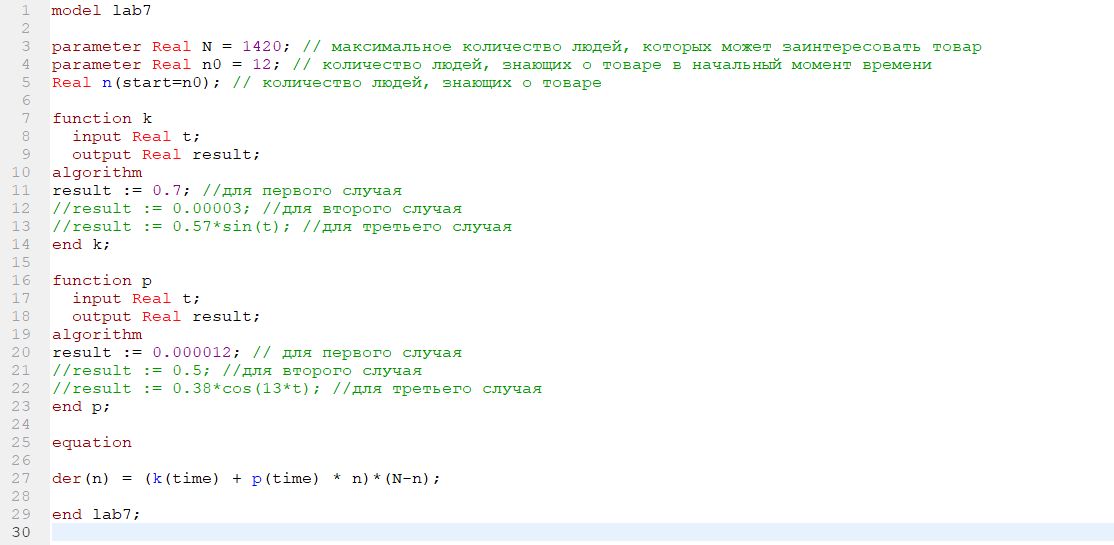 1 model lab7
2
3 parameter Real N = 1420; // максимальное количество людей, которых может заинтересовать товар
4 parameter Real n0 = 12; // количество людей, знающих о товаре в начальный момент времени
5 Real n(start=n0); // количество людей, знающих о товаре
6
7 function k
8   input Real t;
9   output Real result;
10 algorithm
11 result := 0.7; //для первого случая
12 //result := 0.00003; //для второго случая
13 //result := 0.57*sin(t); //для третьего случая
14 end k;
15
16 function p
17   input Real t;
18   output Real result;
19 algorithm
20 result := 0.000012; // для первого случая
21 //result := 0.5; //для второго случая
22 //result := 0.38*cos(13*t); //для третьего случая
23 end p;
24
25 equation
26
27 der(n) = (k(time) + p(time) * n)*(N-n);
28
29 end lab7;
30